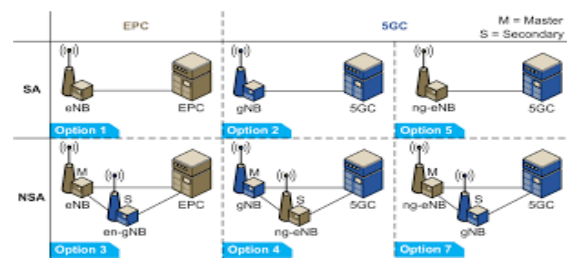 EPC
5GC
M = Master
S = Secondary
SA
eNB
EPC
Option 1
gNB
5GC
Option 2
ng-eNB
5GC
Option 5
NSA
M
eNB
S
en-gNB
EPC
Option 3
M
gNB
S
ng-eNB
5GC
Option 4
M
ng-eNB
S
gNB
5GC
Option 7